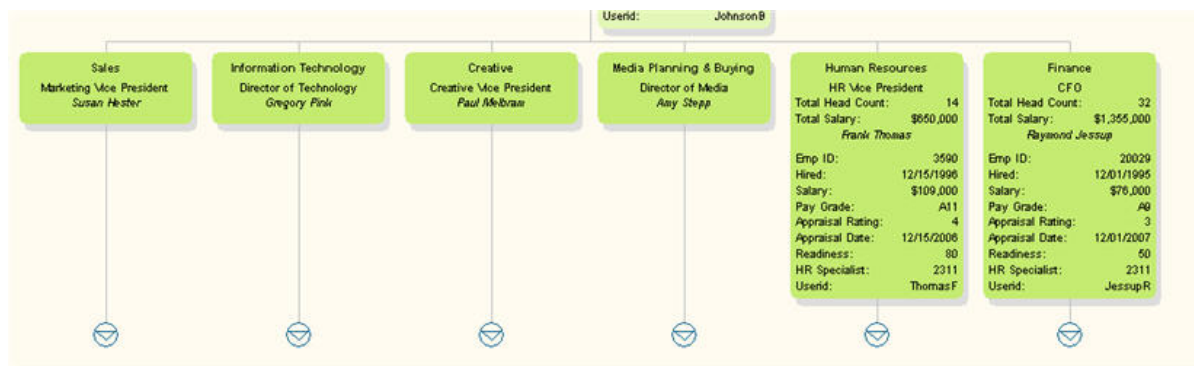 Userid: JohnsonB
Sales
Marketing Vice President
Susan Hester
Information Technology
Director of Technology
Gregory Pink
Creative
Creative Vice President
Paul Melbram
Media Planning & Buying
Director of Media
Amy Stepp
Human Resources
HR Vice President
Total Head Count: 14
Total Salary: $650,000
Frank Thomas
Emp ID: 3590
Hired: 12/15/1996
Salary: $109,000
Pay Grade: A11
Appraisal Rating: 4
Appraisal Date: 12/15/2006
Readiness: 80
HR Specialist: 2311
Userid: ThomasF
Finance
CFO
Total Head Count: 32
Total Salary: $1,355,000
Raymond Jessup
Emp ID: 20029
Hired: 12/01/1995
Salary: $76,000
Pay Grade: A9
Appraisal Rating: 3
Appraisal Date: 12/01/2007
Readiness: 50
HR Specialist: 2311
Userid: JessupR